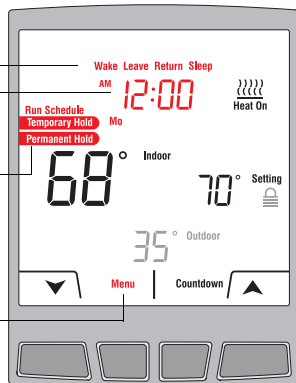 Wake Leave Return Sleep
AM 12:00
Heat On
Run Schedule
Temporary Hold Mo
Permanent Hold
68° Indoor
70° Setting
35° Outdoor
Menu Countdown